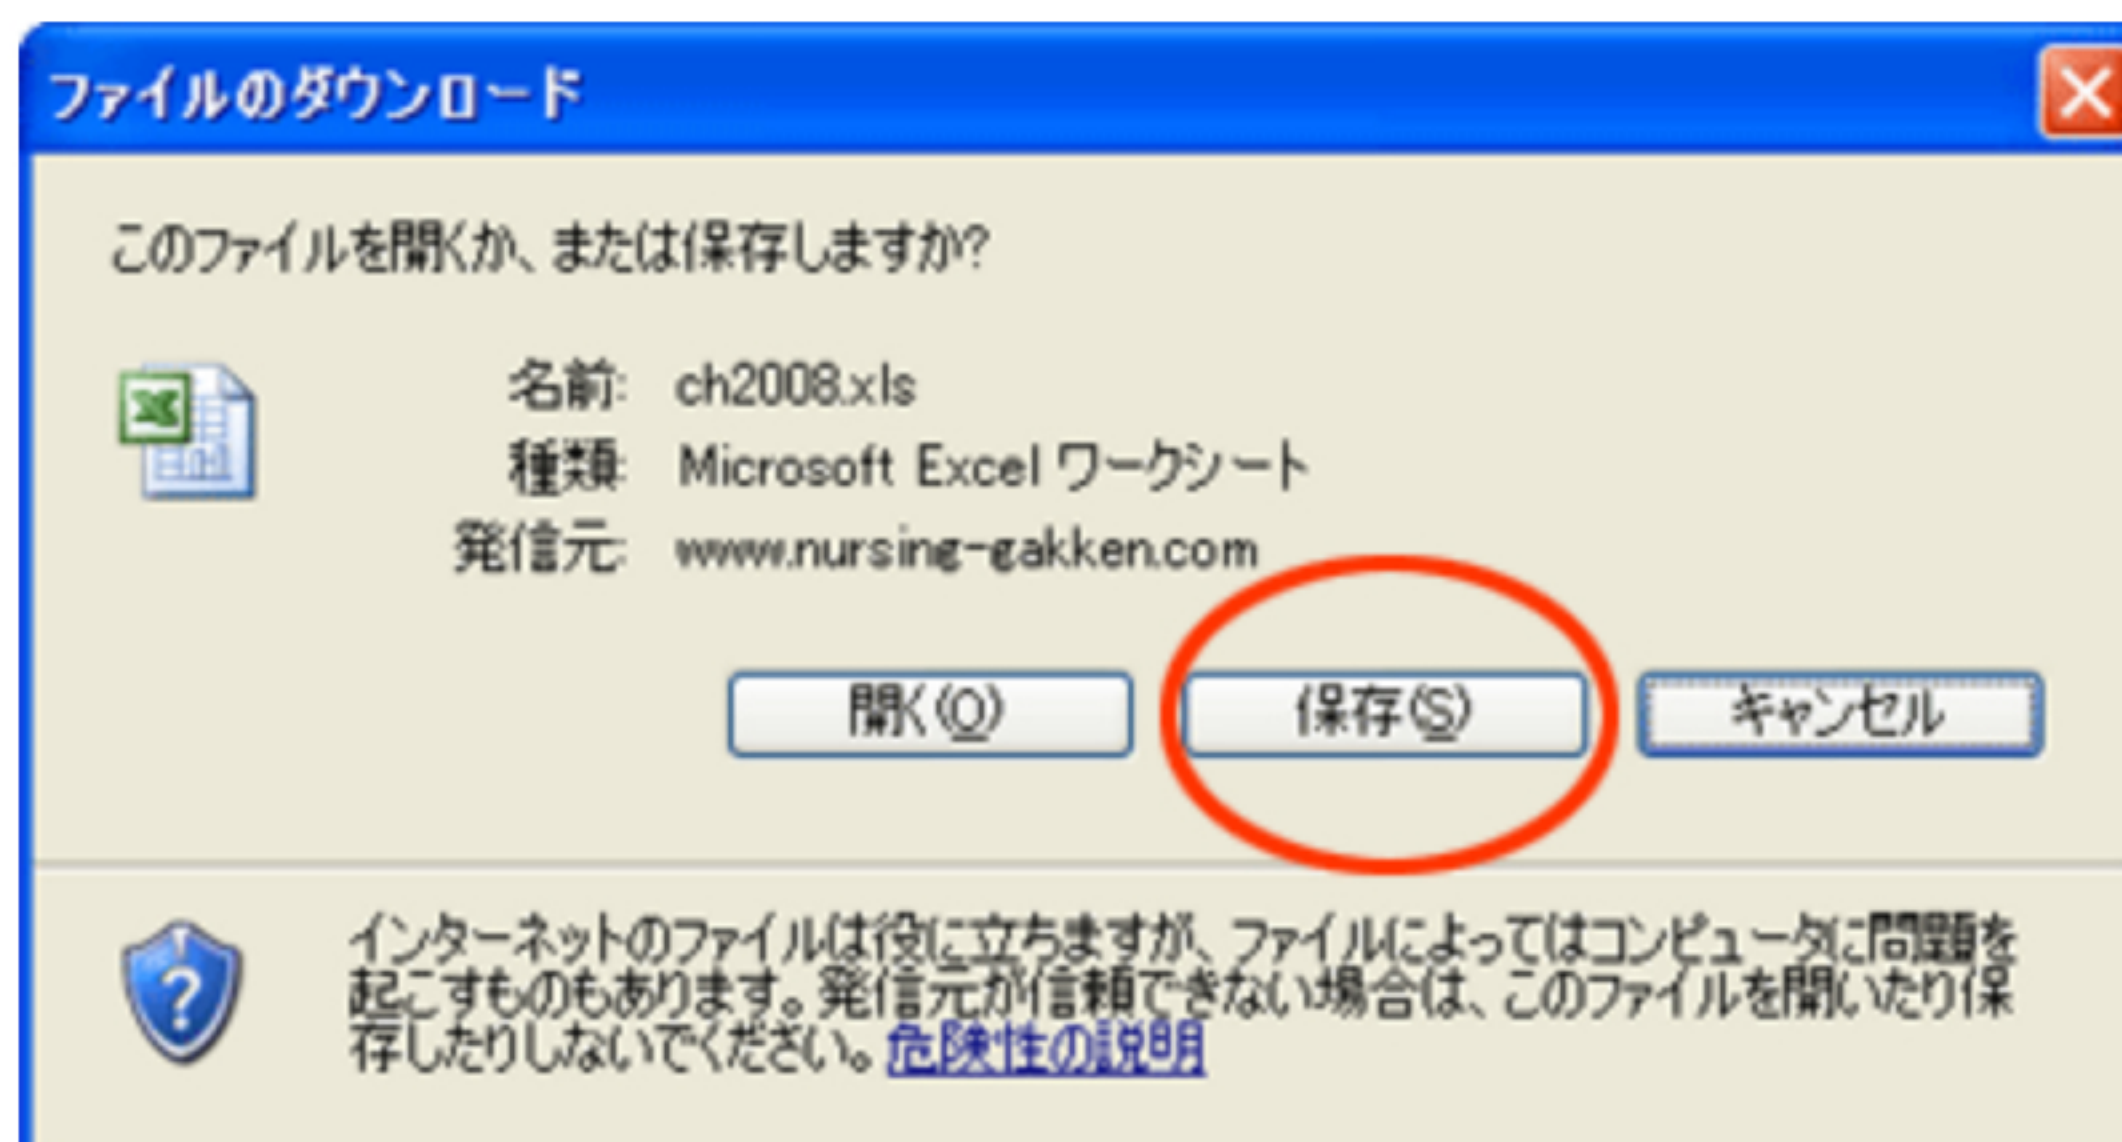 ファイルのダウンロード
このファイルを開くか、または保存しますか?
名前: ch2008.xls
種類: Microsoft Excel ワークシート
発信元: www.nursing-gakken.com
開く(O) 保存(S) キャンセル
インターネットのファイルは役に立ちますが、ファイルによってはコンピュータに問題を
起こすものもあります。発信元が信頼できない場合は、このファイルを開いたり保
存したりしないでください。危険性の説明